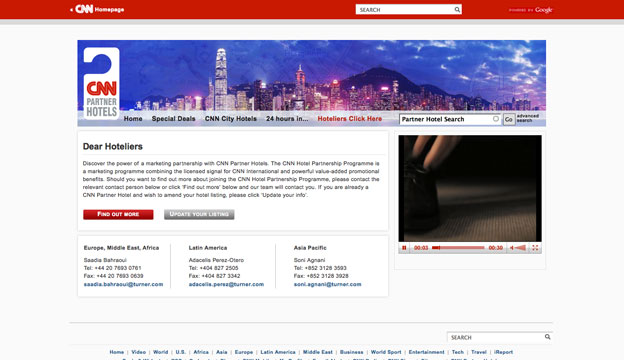 « CNN Homepage
SEARCH
POWERED BY Google
CNN
PARTNER
HOTELS
Home Special Deals CNN City Hotels 24 hours in... Hoteliers Click Here
Partner Hotel Search Go advanced search
Dear Hoteliers
Discover the power of a marketing partnership with CNN Partner Hotels. The CNN Hotel Partnership Programme is
a marketing programme combining the licensed signal for CNN International and powerful value-added promotional
benefits. Should you want to find out more about joining the CNN Hotel Partnership Programme, please contact the
relevant contact person below or click 'Find out more' below and our team will contact you. If you are already a
CNN Partner Hotel and wish to amend your hotel listing, please click 'Update your info'.
FIND OUT MORE UPDATE YOUR LISTING
00:03 00:30
Europe, Middle East, Africa
Saadia Bahraoui
Tel: +44 20 7693 0761
Fax: +44 20 7693 0639
saadia.bahraoui@turner.com
Latin America
Adacelis Perez-Otero
Tel: +404 827 2505
Fax: +404 827 3342
adacelis.perez@turner.com
Asia Pacific
Soni Agnani
Tel: +852 3128 3593
Fax: +852 3128 3928
soni.agnani@turner.com
SEARCH
Home | Video | World | U.S. | Africa | Asia | Europe | Latin America | Middle East | Business | World Sport | Entertainment | Tech | Travel | iReport